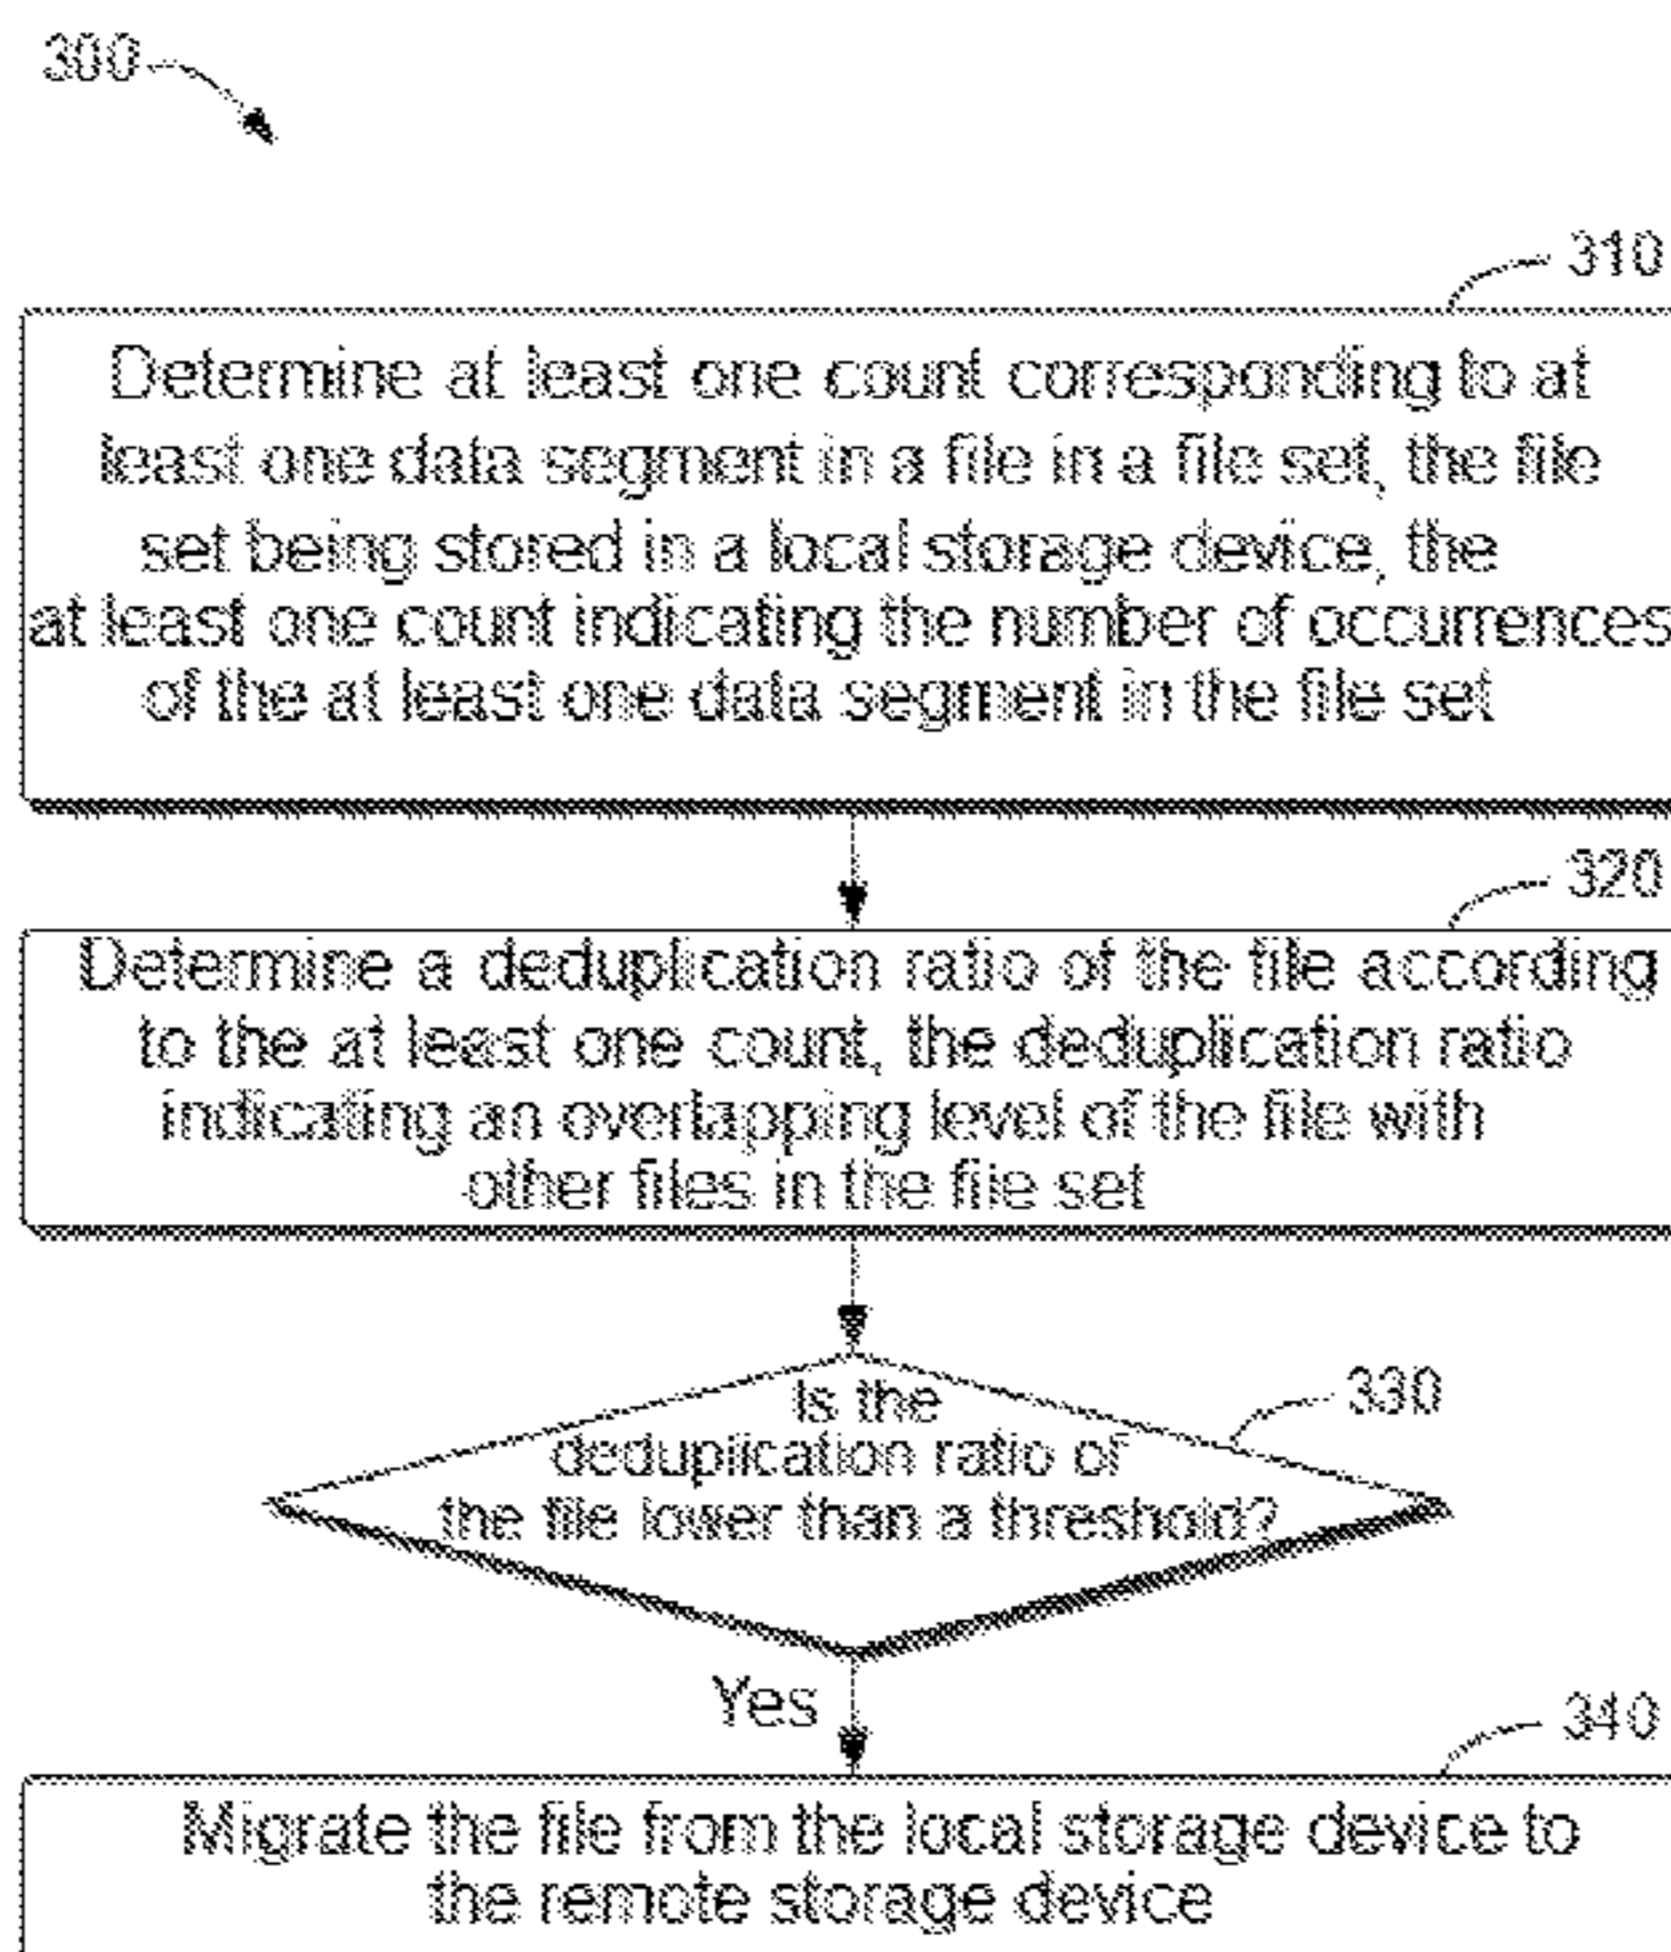 300
310
Determine at least one count corresponding to at
least one data segment in a file in a file set, the file
set being stored in a local storage device, the
at least one count indicating the number of occurrences
of the at least one data segment in the file set
320
Determine a deduplication ratio of the file according
to the at least one count, the deduplication ratio
indicating an overlapping level of the file with
other files in the file set
330
Is the
deduplication ratio of
the file lower than a threshold?
Yes
340
Migrate the file from the local storage device to
the remote storage device